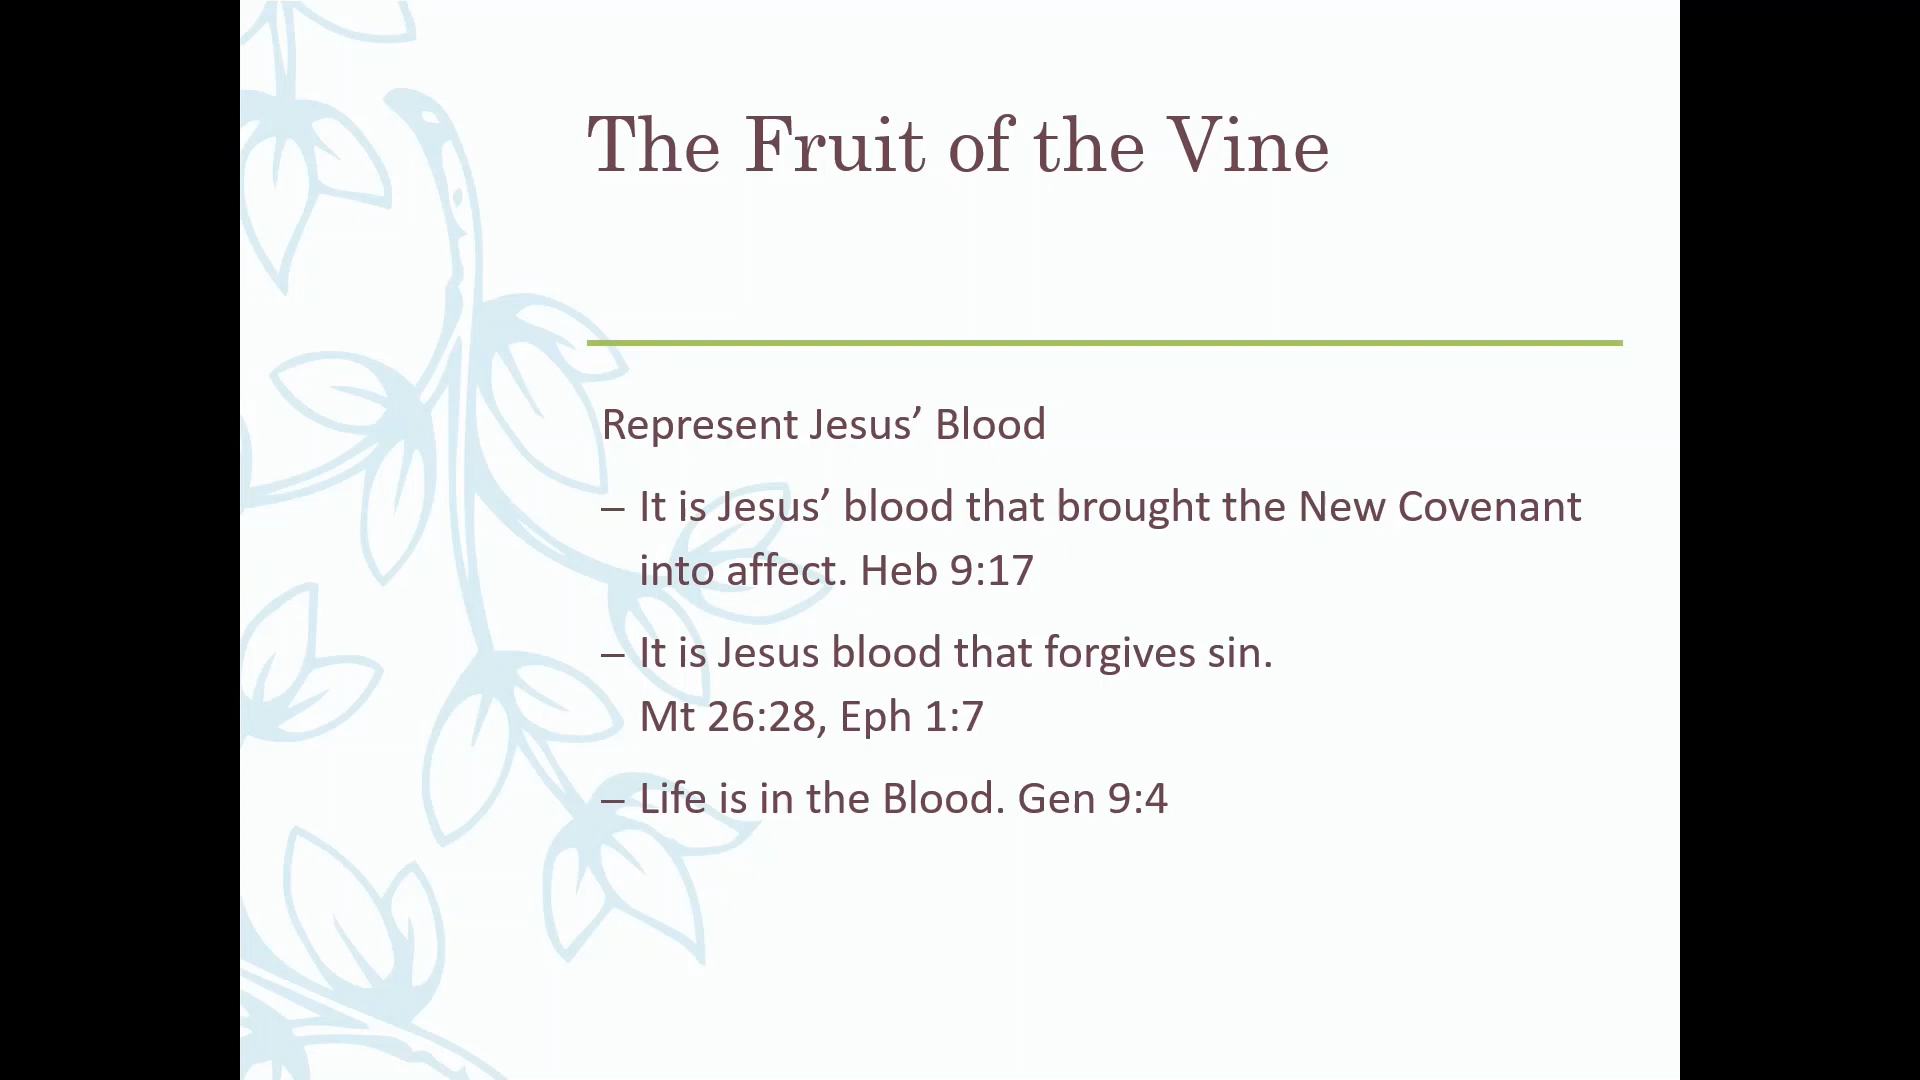 The Fruit of the Vine
Represent Jesus’ Blood
– It is Jesus’ blood that brought the New Covenant
into affect. Heb 9:17
– It is Jesus blood that forgives sin.
Mt 26:28, Eph 1:7
– Life is in the Blood. Gen 9:4